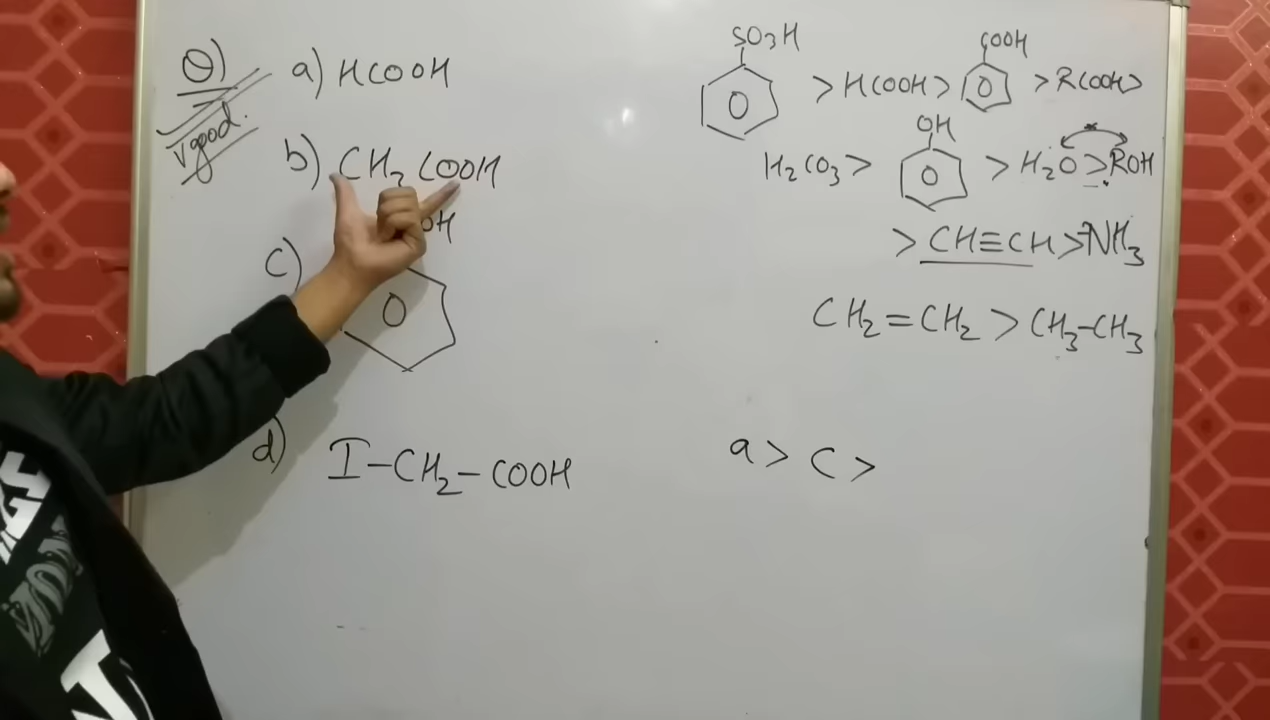 Q) a) HCOOH
Vgood.
b) CH₃COOH
c) OH
d) I-CH₂-COOH
SO₃H COOH
> HCOOH > > RCOOH >
OH
H₂CO₃ > > H₂O > ROH
> CH≡CH > NH₃
CH₂=CH₂ > CH₃-CH₃
a > C >